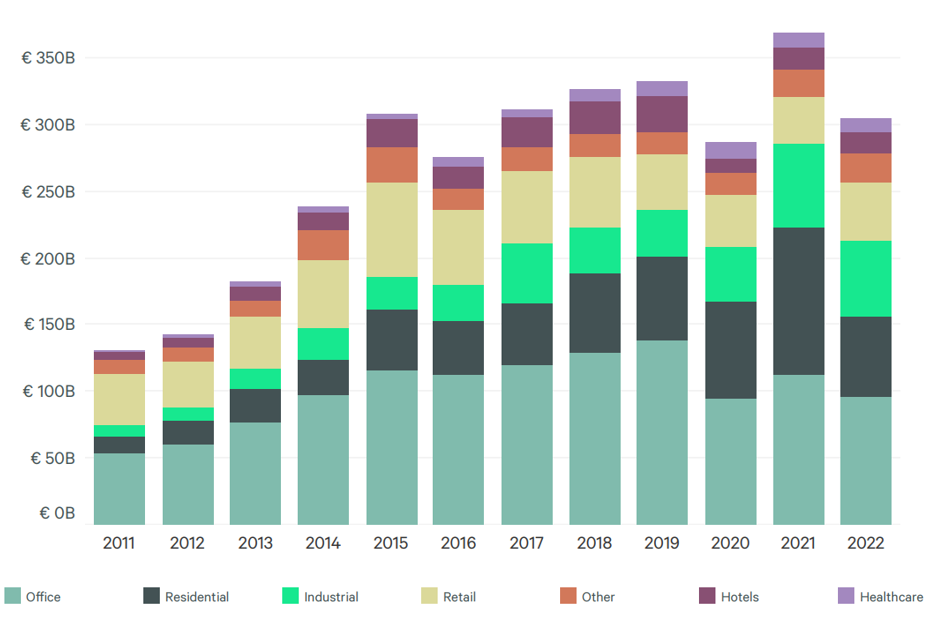 € 350B
€ 300B
€ 250B
€ 200B
€ 150B
€ 100B
€ 50B
€ 0B
2011 2012 2013 2014 2015 2016 2017 2018 2019 2020 2021 2022
Office Residential Industrial Retail Other Hotels Healthcare